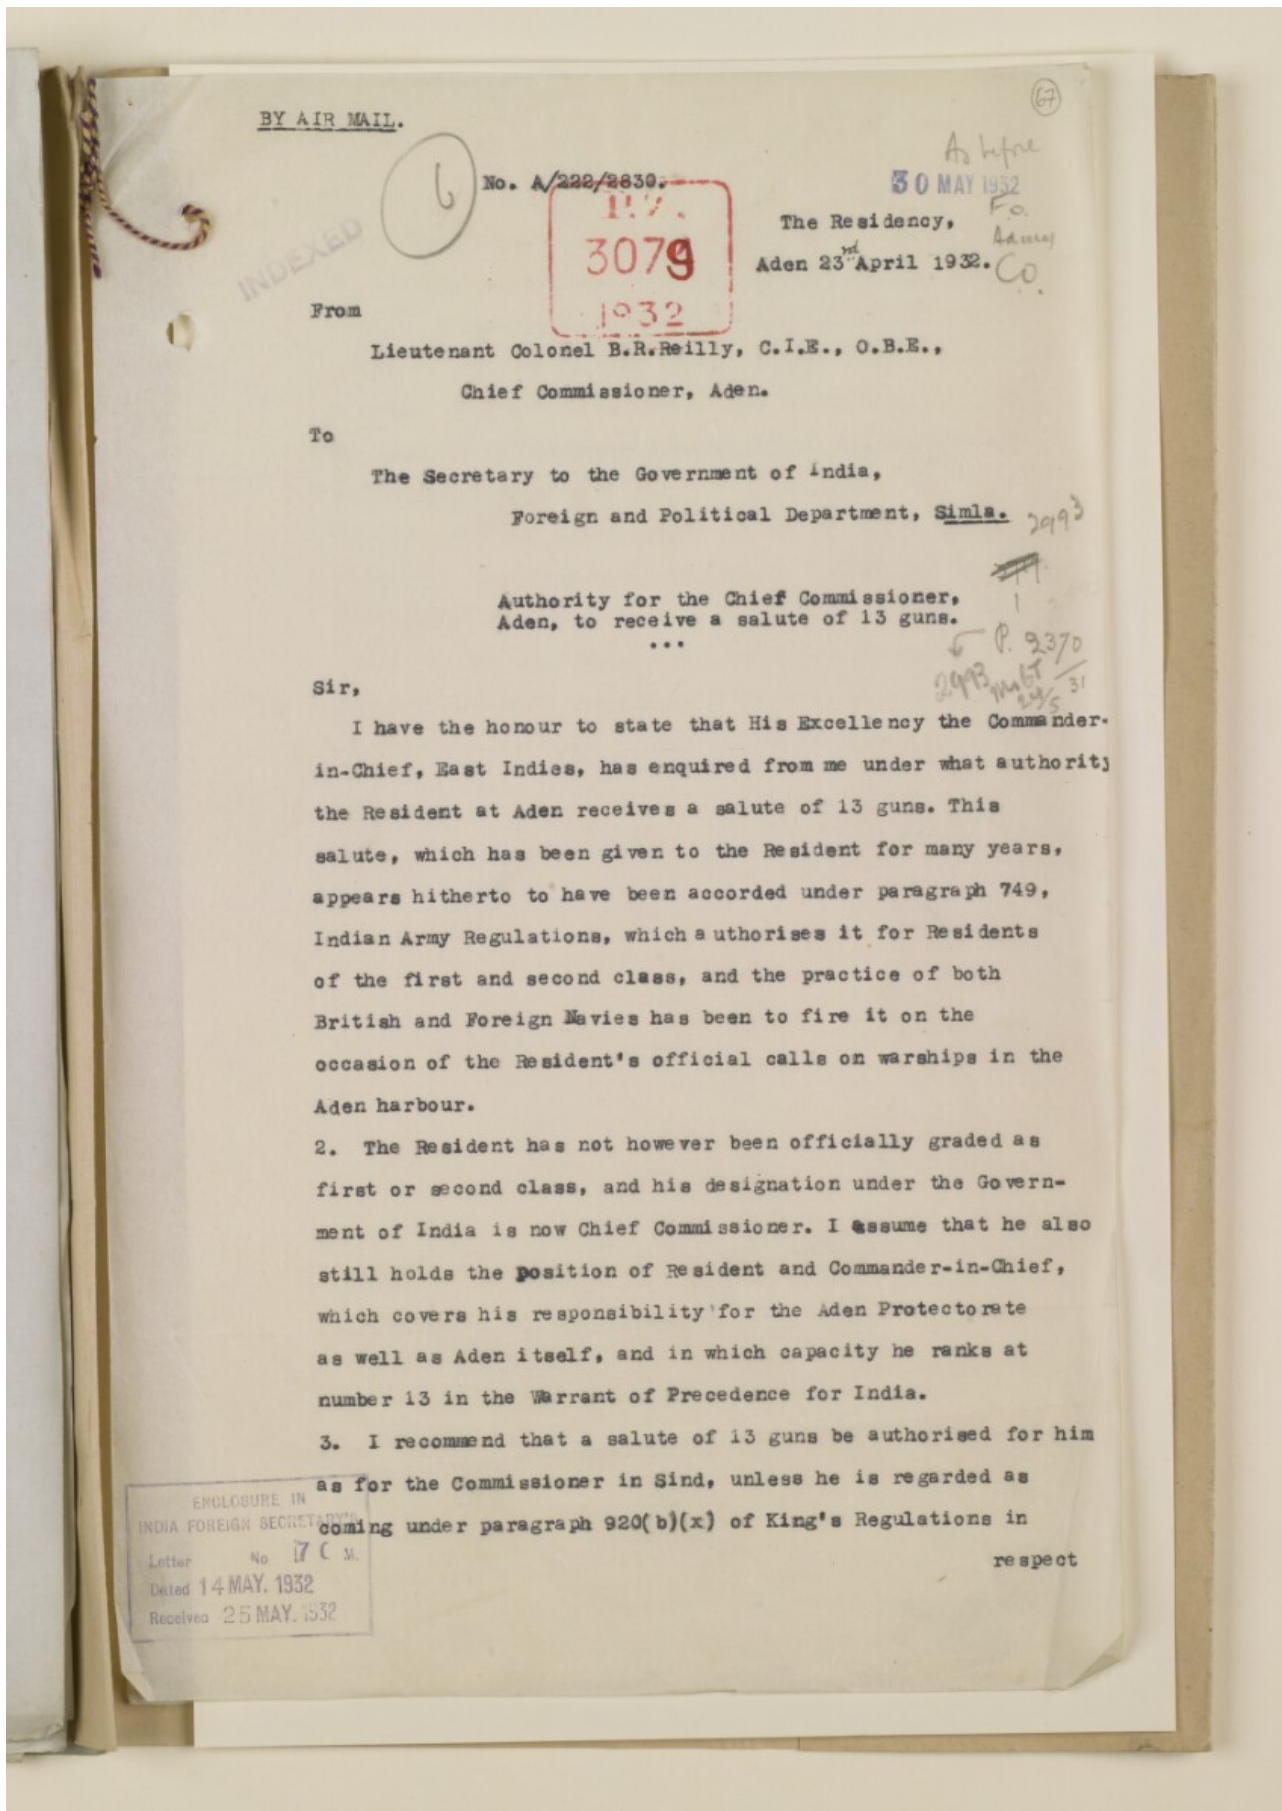 67
BY AIR MAIL.
As before
6
No. A/222/2830.
30 MAY 1932
P.Z.
3079
1932
The Residency,
F.O.
INDEXED
Aden 23rd April 1932.
C.O.
From
Lieutenant Colonel B.R.Reilly, C.I.E., O.B.E.,
Chief Commissioner, Aden.
To
The Secretary to the Government of India,
Foreign and Political Department, Simla.
2993
Authority for the Chief Commissioner,
Aden, to receive a salute of 13 guns.
...
P. 2370
31
2993
24/5
Sir,
I have the honour to state that His Excellency the Commander-
in-Chief, East Indies, has enquired from me under what authority
the Resident at Aden receives a salute of 13 guns. This
salute, which has been given to the Resident for many years,
appears hitherto to have been accorded under paragraph 749,
Indian Army Regulations, which authorises it for Residents
of the first and second class, and the practice of both
British and Foreign Navies has been to fire it on the
occasion of the Resident's official calls on warships in the
Aden harbour.
2. The Resident has not however been officially graded as
first or second class, and his designation under the Govern-
ment of India is now Chief Commissioner. I assume that he also
still holds the position of Resident and Commander-in-Chief,
which covers his responsibility for the Aden Protectorate
as well as Aden itself, and in which capacity he ranks at
number 13 in the Warrant of Precedence for India.
3. I recommend that a salute of 13 guns be authorised for him
as for the Commissioner in Sind, unless he is regarded as
coming under paragraph 920(b)(x) of King's Regulations in
respect
ENCLOSURE IN
INDIA FOREIGN SECRETARY'S
Letter No 70 M.
Dated 14 MAY. 1932
Received 25 MAY. 1932